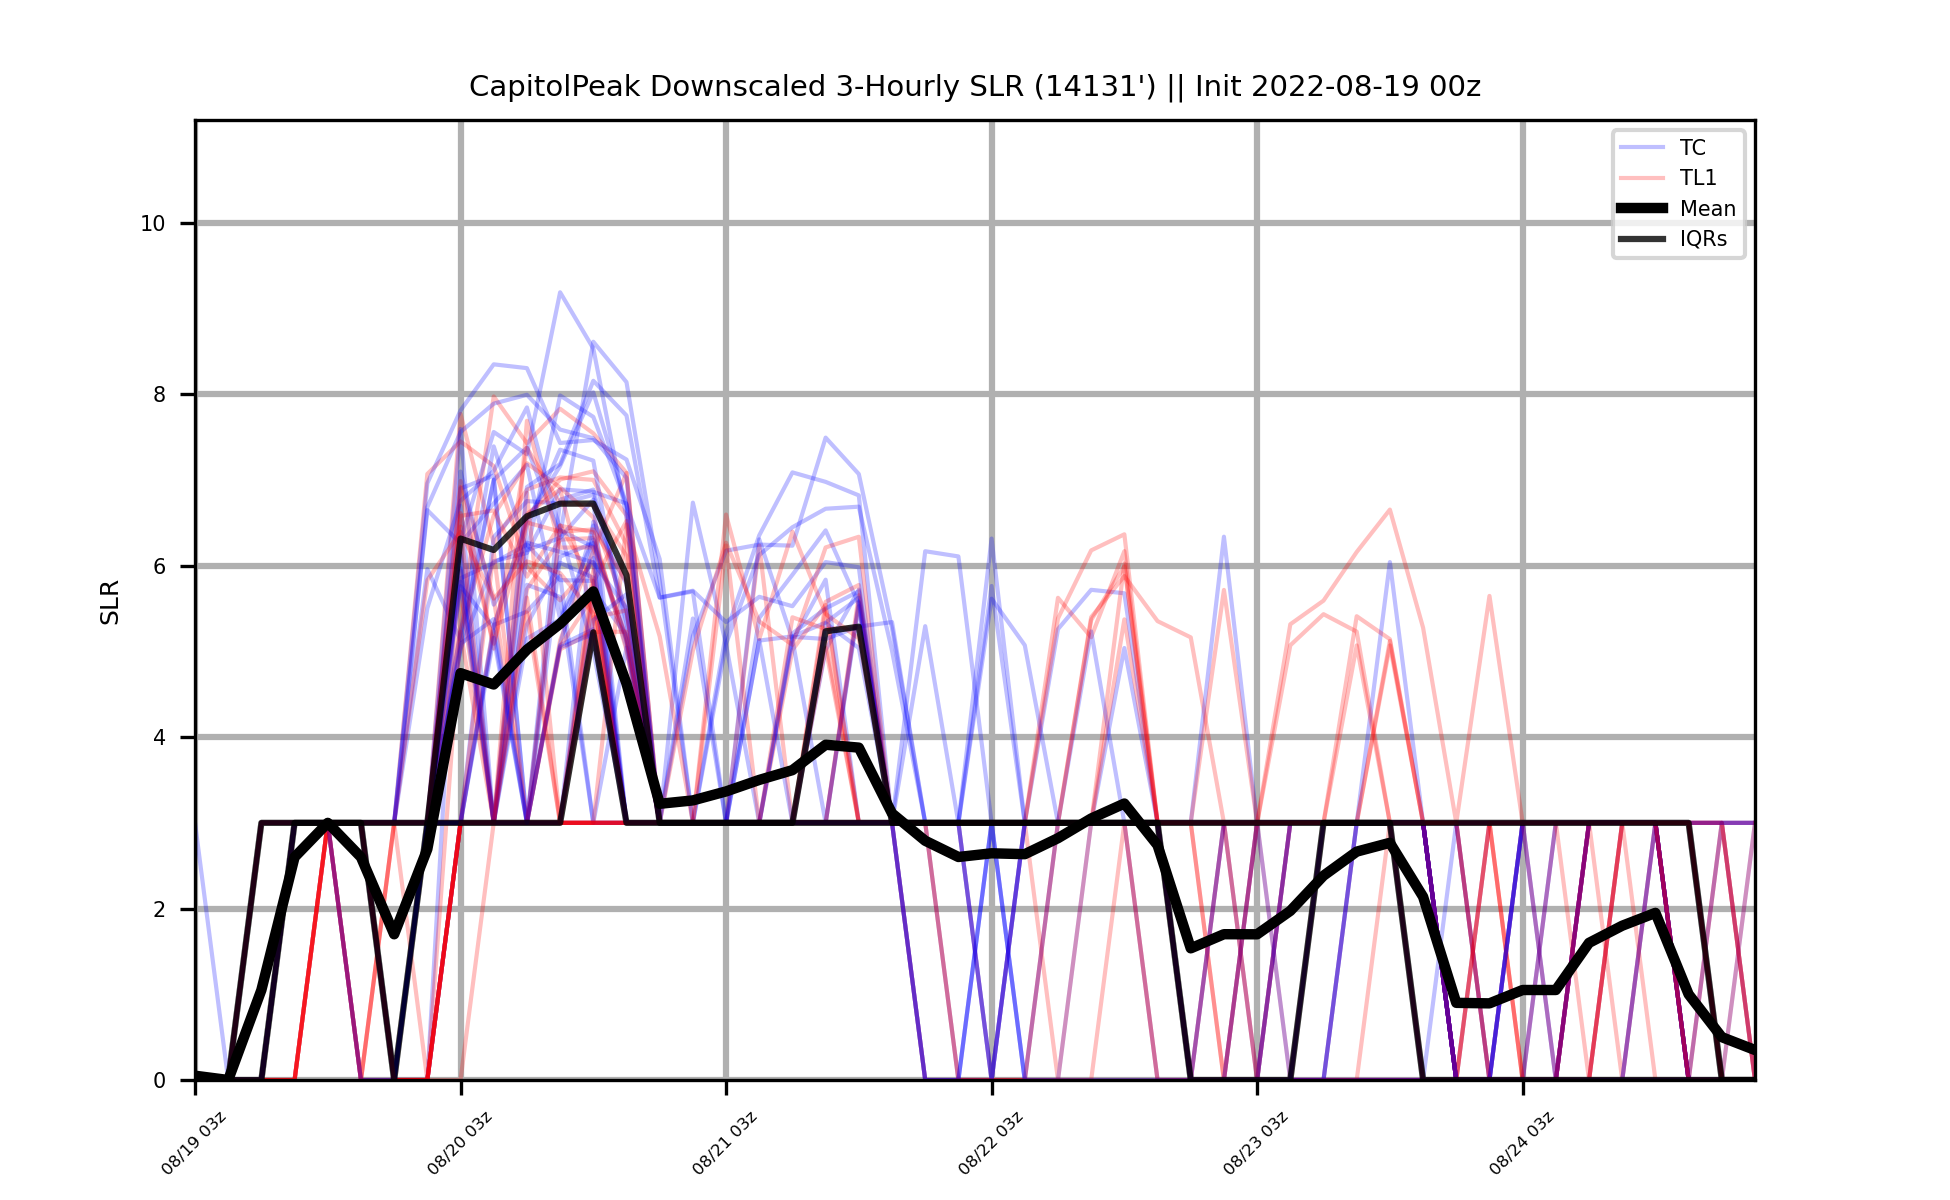 CapitolPeak Downscaled 3-Hourly SLR (14131') || Init 2022-08-19 00z
TC
TL1
Mean
IQRs
10
8
6
4
2
0
SLR
08/19 03z
08/20 03z
08/21 03z
08/22 03z
08/23 03z
08/24 03z